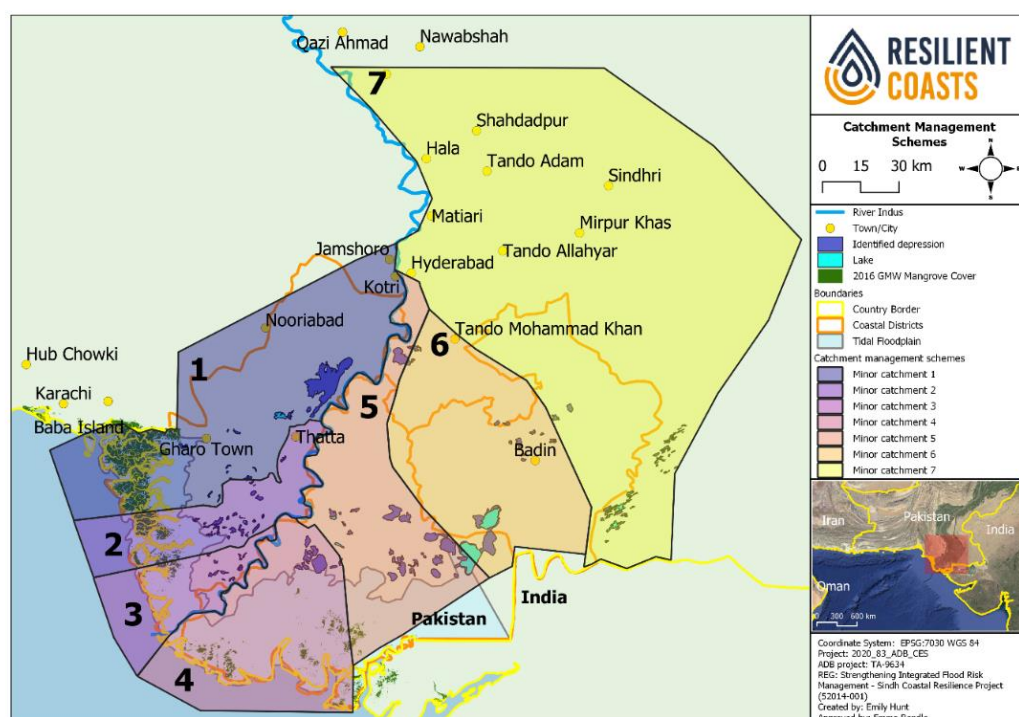 Qazi Ahmad
Nawabshah
7
Shahdadpur
Hala
Tando Adam
Sindhri
Matiari
Mirpur Khas
Jamshoro
Tando Allahyar
Hyderabad
Kotri
Nooriabad
Tando Mohammad Khan
6
Hub Chowki
1
Karachi
5
Baba Island
Gharo Town
Thatta
Badin
2
3
India
Pakistan
4
RESILIENT
COASTS
Catchment Management
Schemes
0 15 30 km
N
W E
S
River Indus
Town/City
Identified depression
Lake
2016 GMW Mangrove Cover
Boundaries
Country Border
Coastal Districts
Tidal Floodplain
Catchment management schemes
Minor catchment 1
Minor catchment 2
Minor catchment 3
Minor catchment 4
Minor catchment 5
Minor catchment 6
Minor catchment 7
Iran
Pakistan
India
Oman
0 300 600 km
Coordinate System: EPSG:7030 WGS 84
Project: 2020_83_ADB_CES
ADB project: TA-9634
REG: Strengthening Integrated Flood Risk
Management - Sindh Coastal Resilience Project
(52014-001)
Created by: Emily Hunt